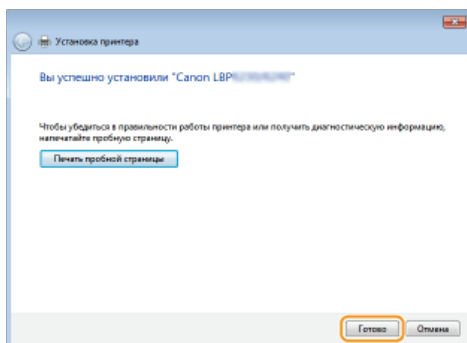 Установка принтера
Вы успешно установили "Canon LBP "
Чтобы убедиться в правильности работы принтера или получить диагностическую информацию,
напечатайте пробную страницу.
Печать пробной страницы
Готово Отмена